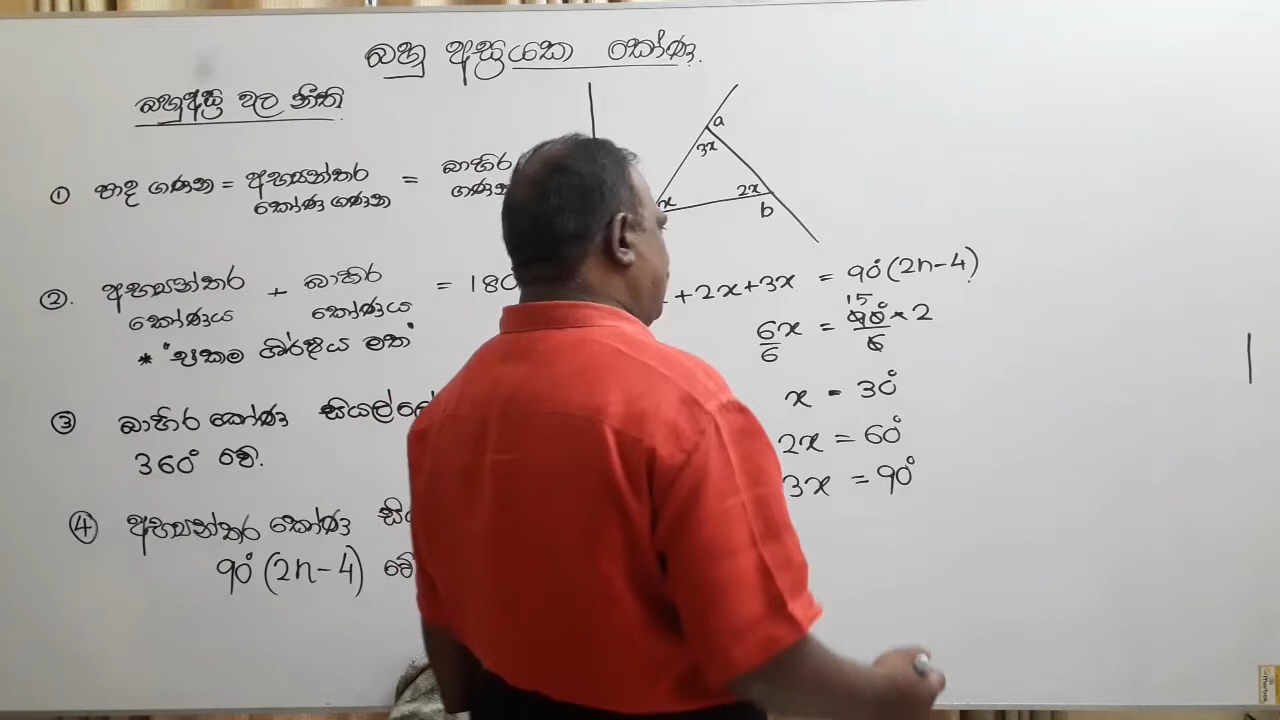 බහු අස්‍රයක කෝණ.
බහුඅස්‍ර වල නීති
① පාද ගණන = අභ්‍යන්තර කෝණ ගණන = බාහිර
②. අභ්‍යන්තර කෝණය + බාහිර කෝණය = 180
* "එකම ශීර්ෂය මත"
③ බාහිර කෝණ
360° වේ.
④ අභ්‍යන්තර කෝණ
90° (2n-4)
a
3x
x
2x
b
+2x+3x = 90°(2n-4)
6x/6 = 15 90° × 2/6
x = 30°
2x = 60°
3x = 90°